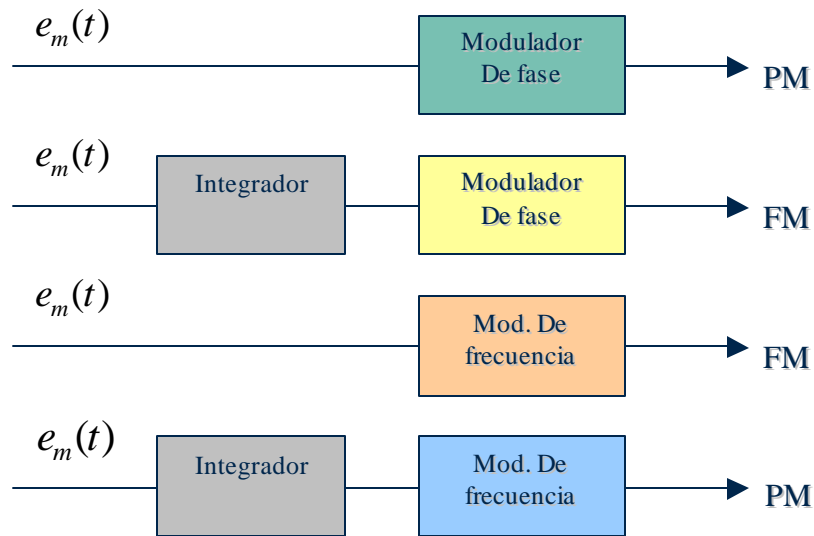 e_m(t)
Modulador
De fase
PM
e_m(t)
Integrador
Modulador
De fase
FM
e_m(t)
Mod. De
frecuencia
FM
e_m(t)
Integrador
Mod. De
frecuencia
PM